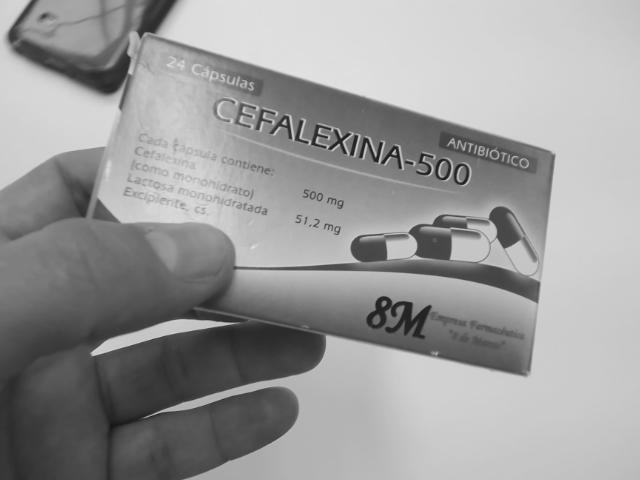 24 Cápsulas
CEFALEXINA-500
ANTIBIÓTICO
Cada cápsula contiene:
Cefalexina
(como monohidrato) 500 mg
Lactosa monohidratada 51,2 mg
Excipiente, cs.
8M
Empresa Farmacéutica
"8 de Marzo"